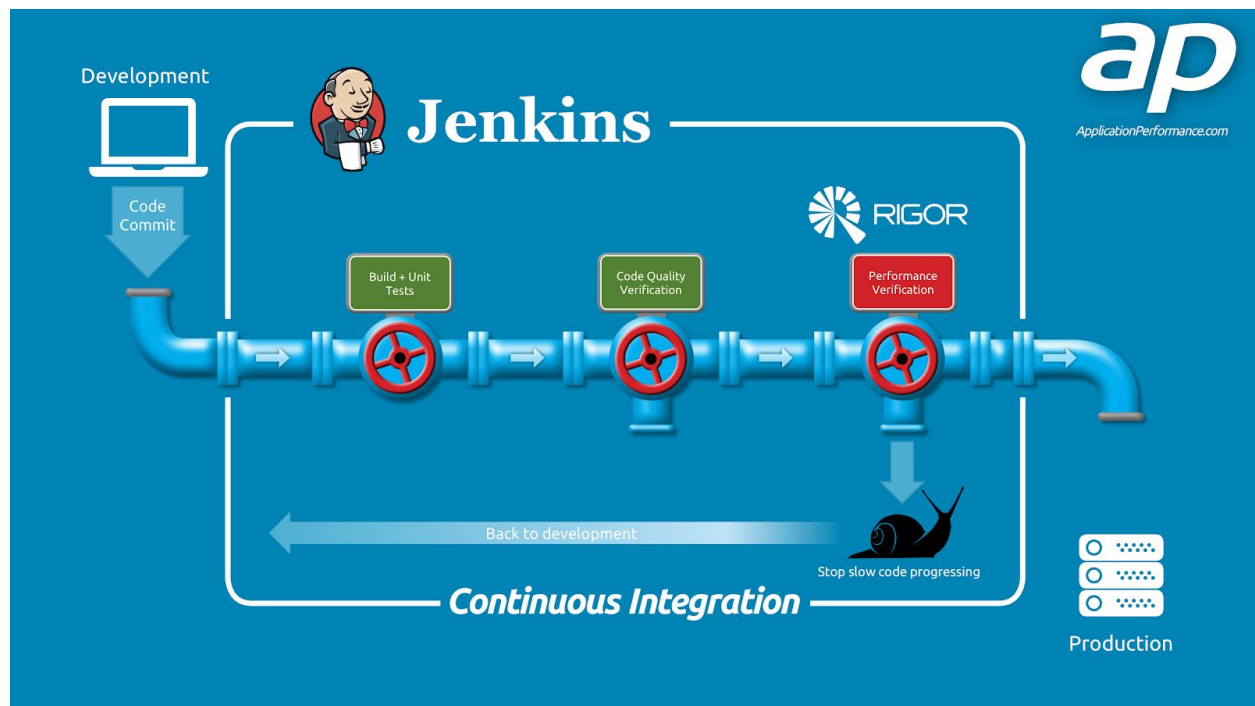 Development
Jenkins
ap
ApplicationPerformance.com
Code
Commit
RIGOR
Build + Unit
Tests
Code Quality
Verification
Performance
Verification
Back to development
Stop slow code progressing
Continuous Integration
Production